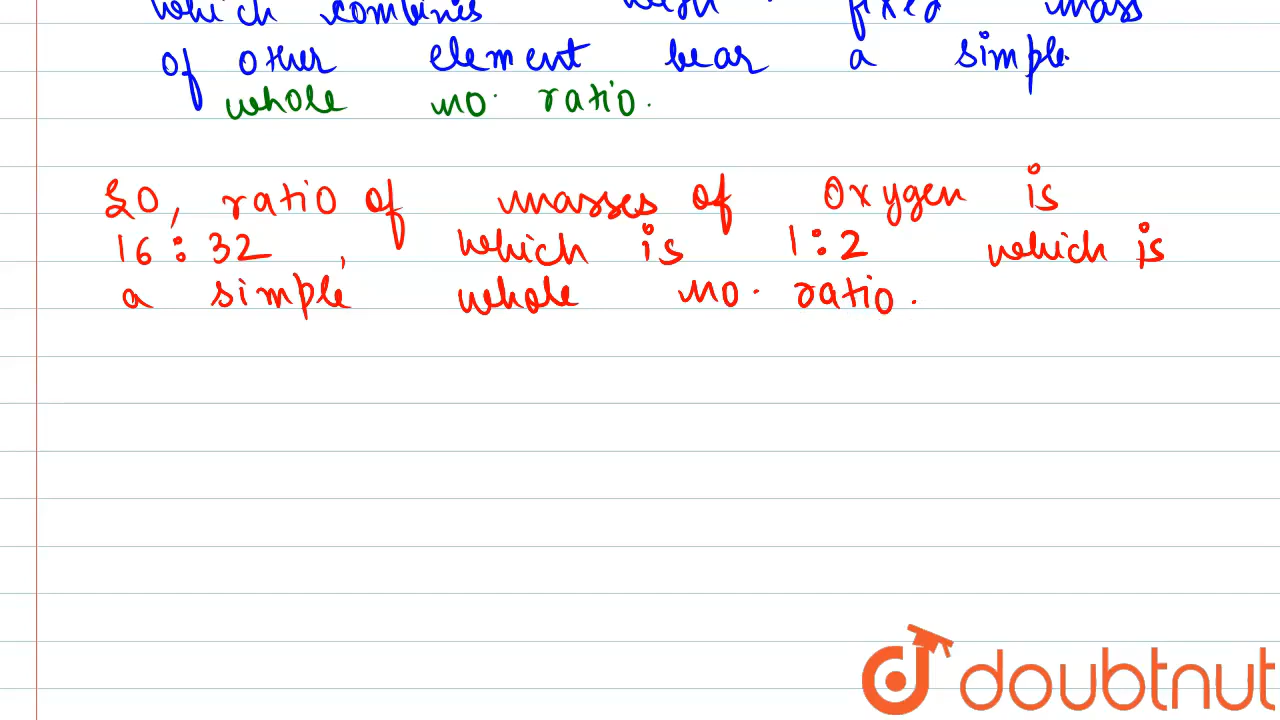 which combines with fixed mass
of other element bear a simple
whole no. ratio.
SO, ratio of masses of Oxygen is
16 : 32, which is 1 : 2 which is
a simple whole no. ratio.
doubtnut